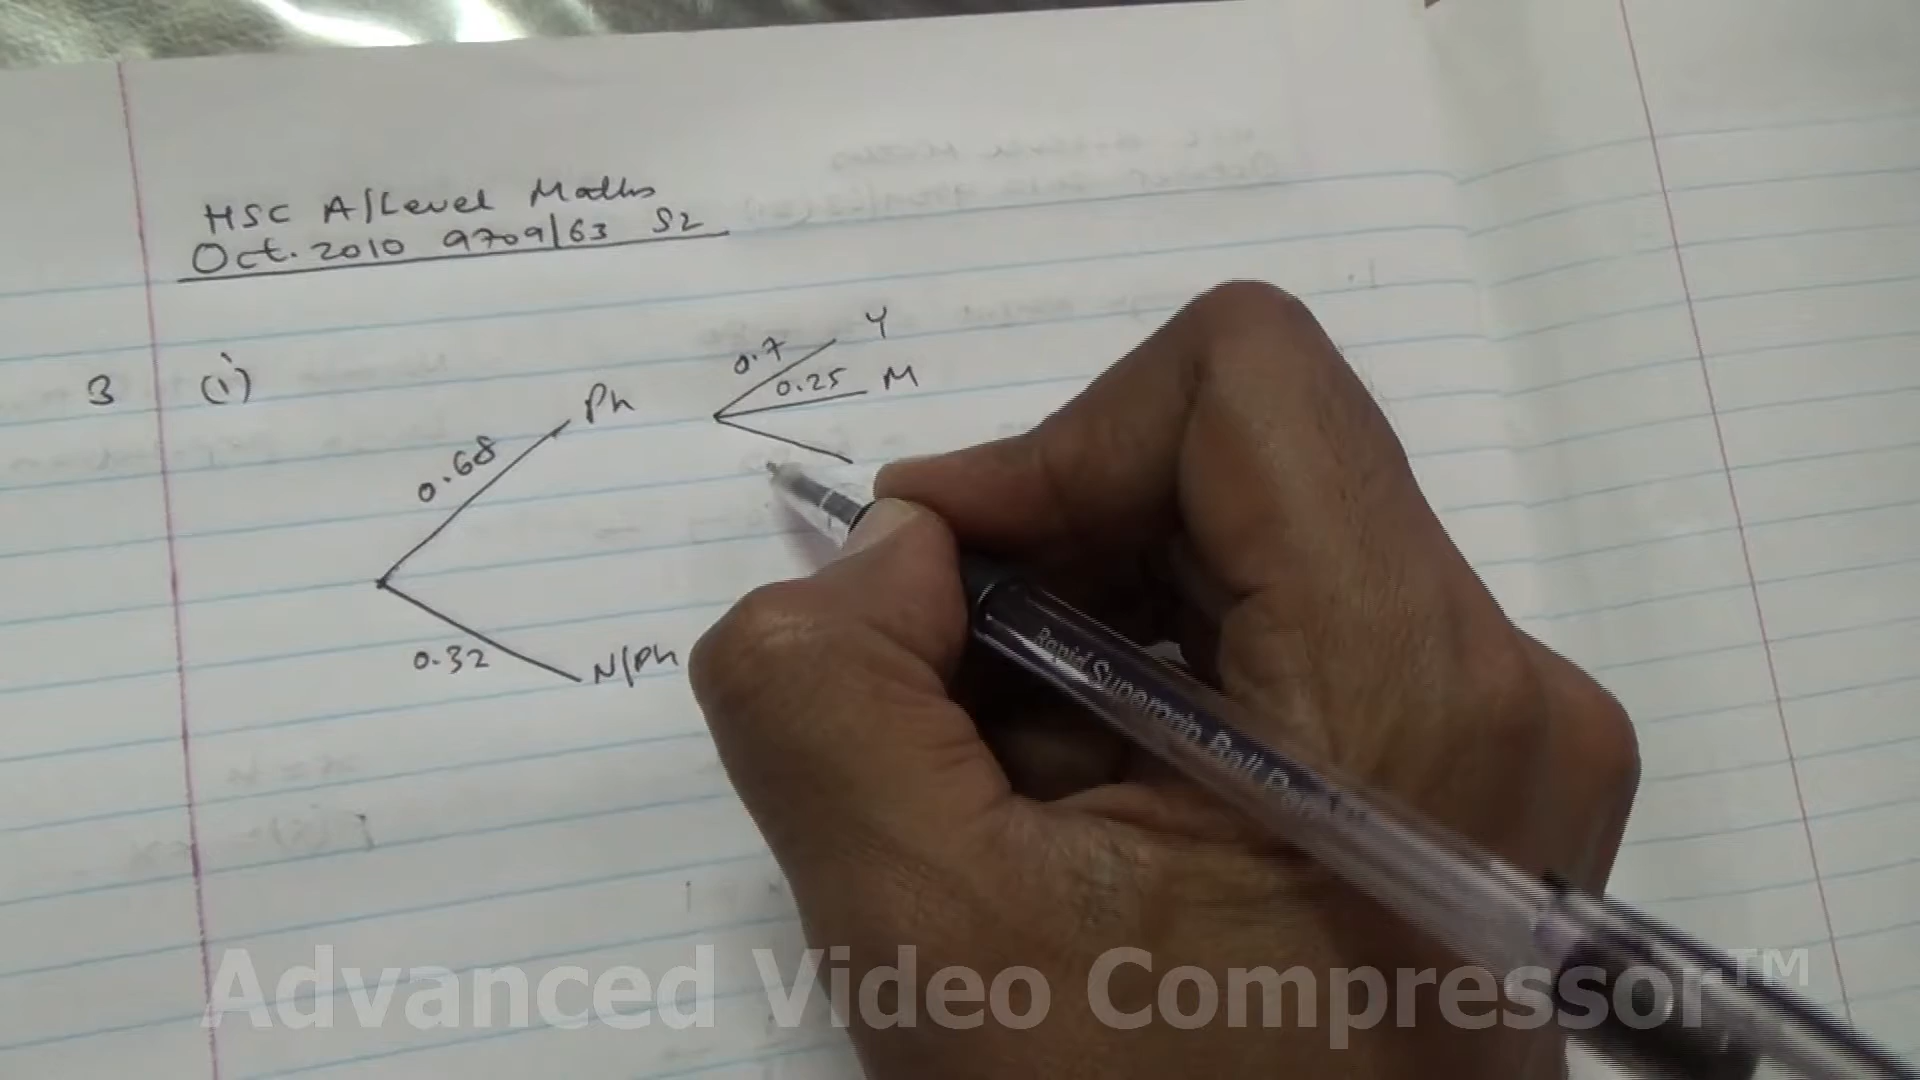 HSC A/Level Maths
Oct. 2010 9709/63 S2
3 (i)
0.7 Y
0.25 M
Ph
0.68
0.32
N/Ph
Rapid Supergrip Ball Pen
Advanced Video Compressor™